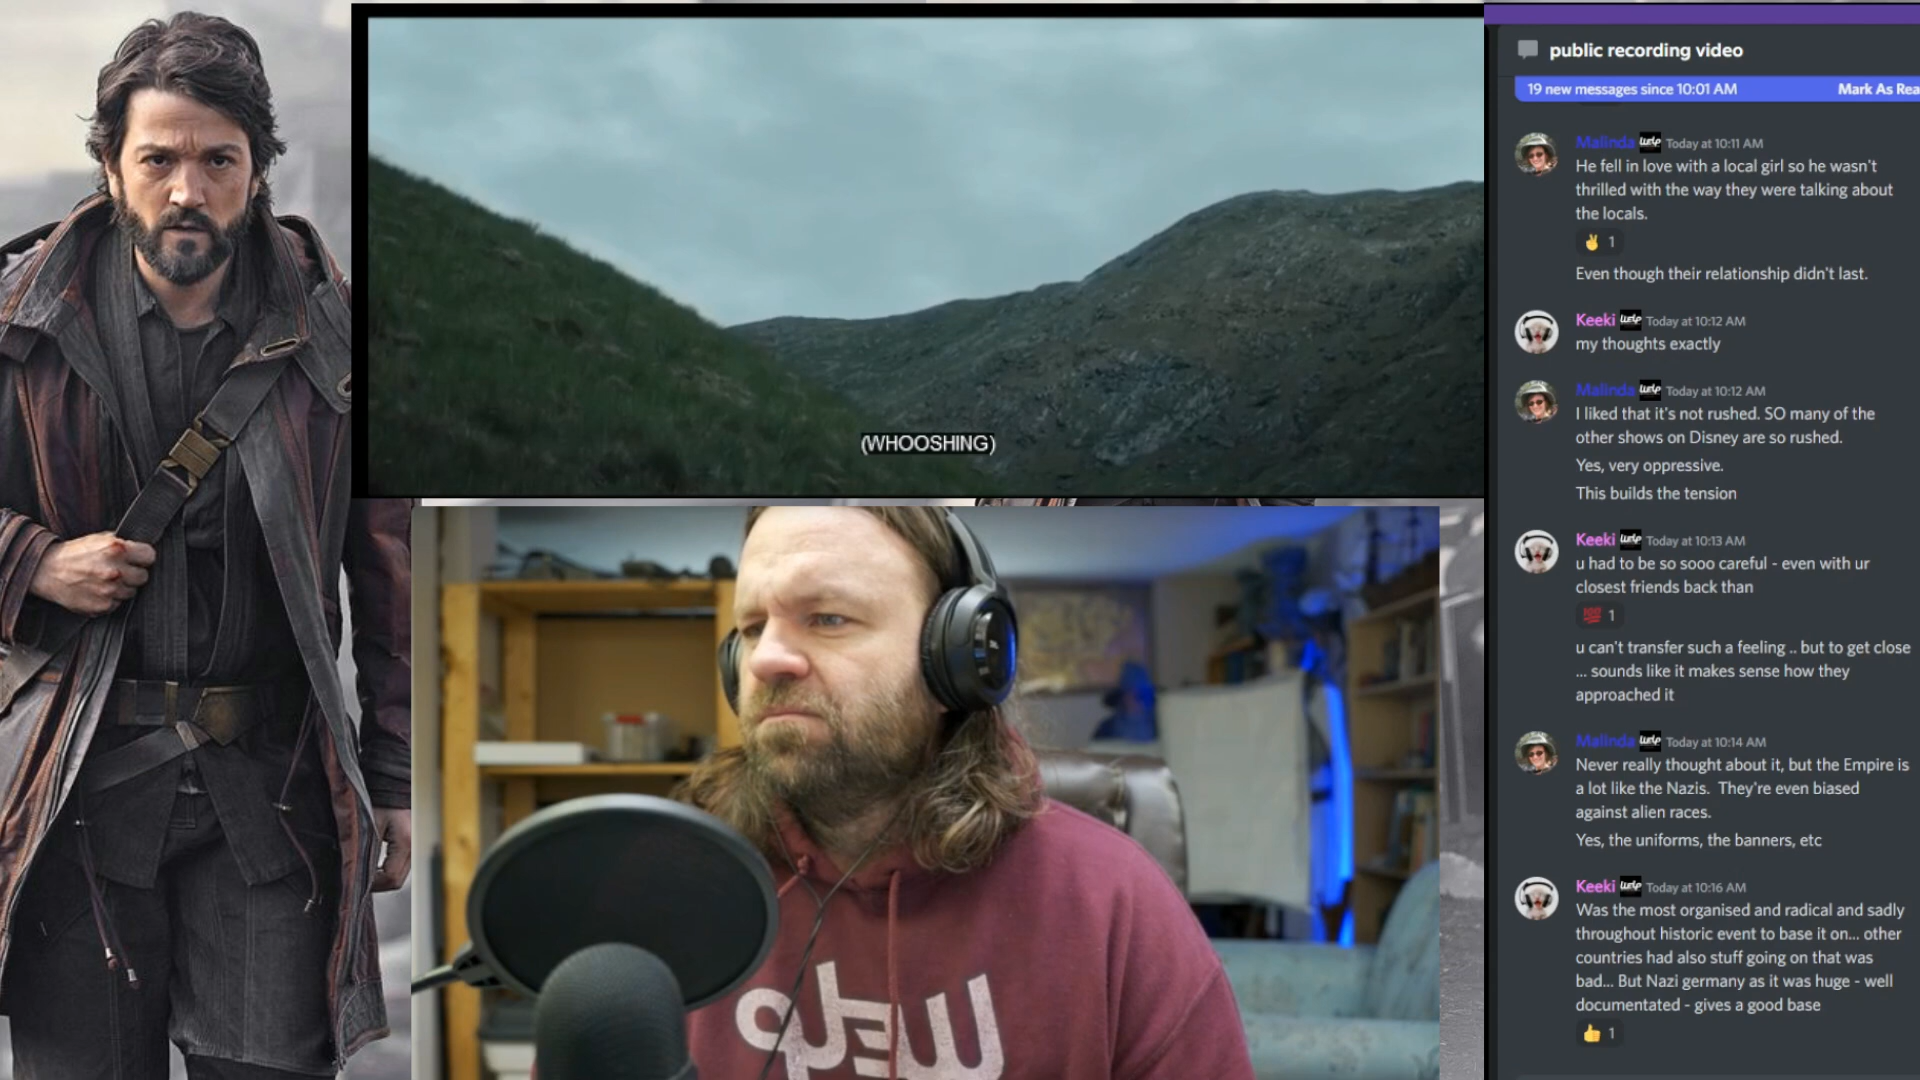 (WHOOSHING)
welp
public recording video
19 new messages since 10:01 AM Mark As Rea
Malinda welp Today at 10:11 AM
He fell in love with a local girl so he wasn't
thrilled with the way they were talking about
the locals.
✌ 1
Even though their relationship didn't last.
Keeki welp Today at 10:12 AM
my thoughts exactly
Malinda welp Today at 10:12 AM
I liked that it's not rushed. SO many of the
other shows on Disney are so rushed.
Yes, very oppressive.
This builds the tension
Keeki welp Today at 10:13 AM
u had to be so sooo careful - even with ur
closest friends back than
💯 1
u can't transfer such a feeling .. but to get close
... sounds like it makes sense how they
approached it
Malinda welp Today at 10:14 AM
Never really thought about it, but the Empire is
a lot like the Nazis. They're even biased
against alien races.
Yes, the uniforms, the banners, etc
Keeki welp Today at 10:16 AM
Was the most organised and radical and sadly
throughout historic event to base it on... other
countries had also stuff going on that was
bad... But Nazi germany as it was huge - well
documentated - gives a good base
👍 1